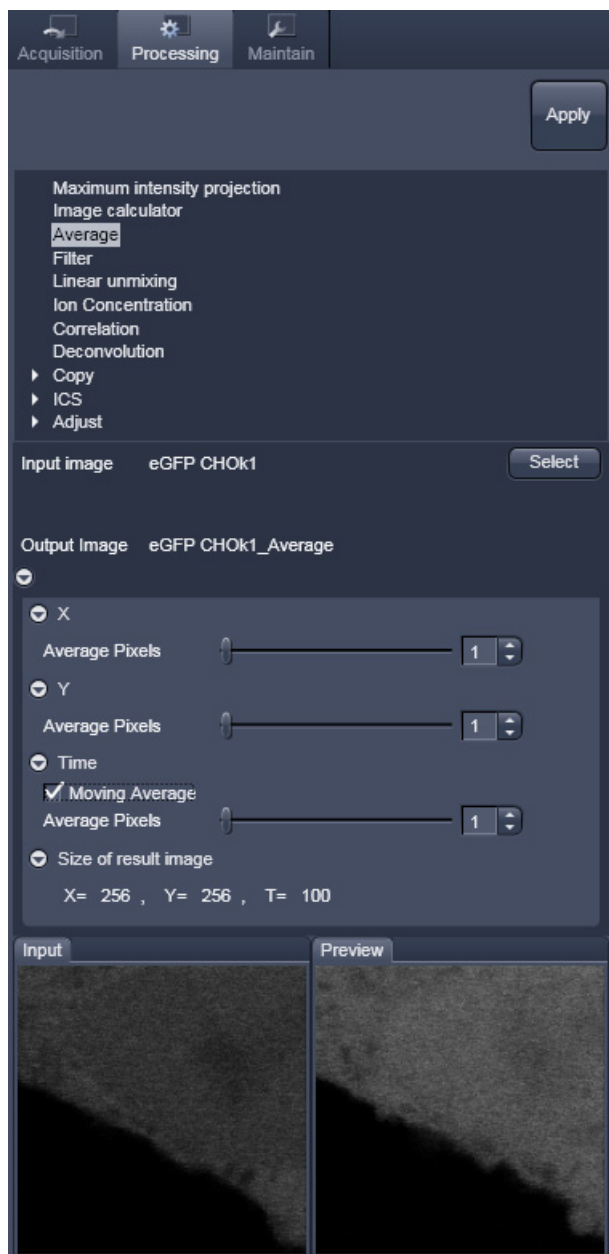 Acquisition Processing Maintain
Apply
Maximum intensity projection
Image calculator
Average
Filter
Linear unmixing
Ion Concentration
Correlation
Deconvolution
Copy
ICS
Adjust
Input image eGFP CHOk1 Select
Output Image eGFP CHOk1_Average
X
Average Pixels 1
Y
Average Pixels 1
Time
Moving Average
Average Pixels 1
Size of result image
X= 256 , Y= 256 , T= 100
Input Preview